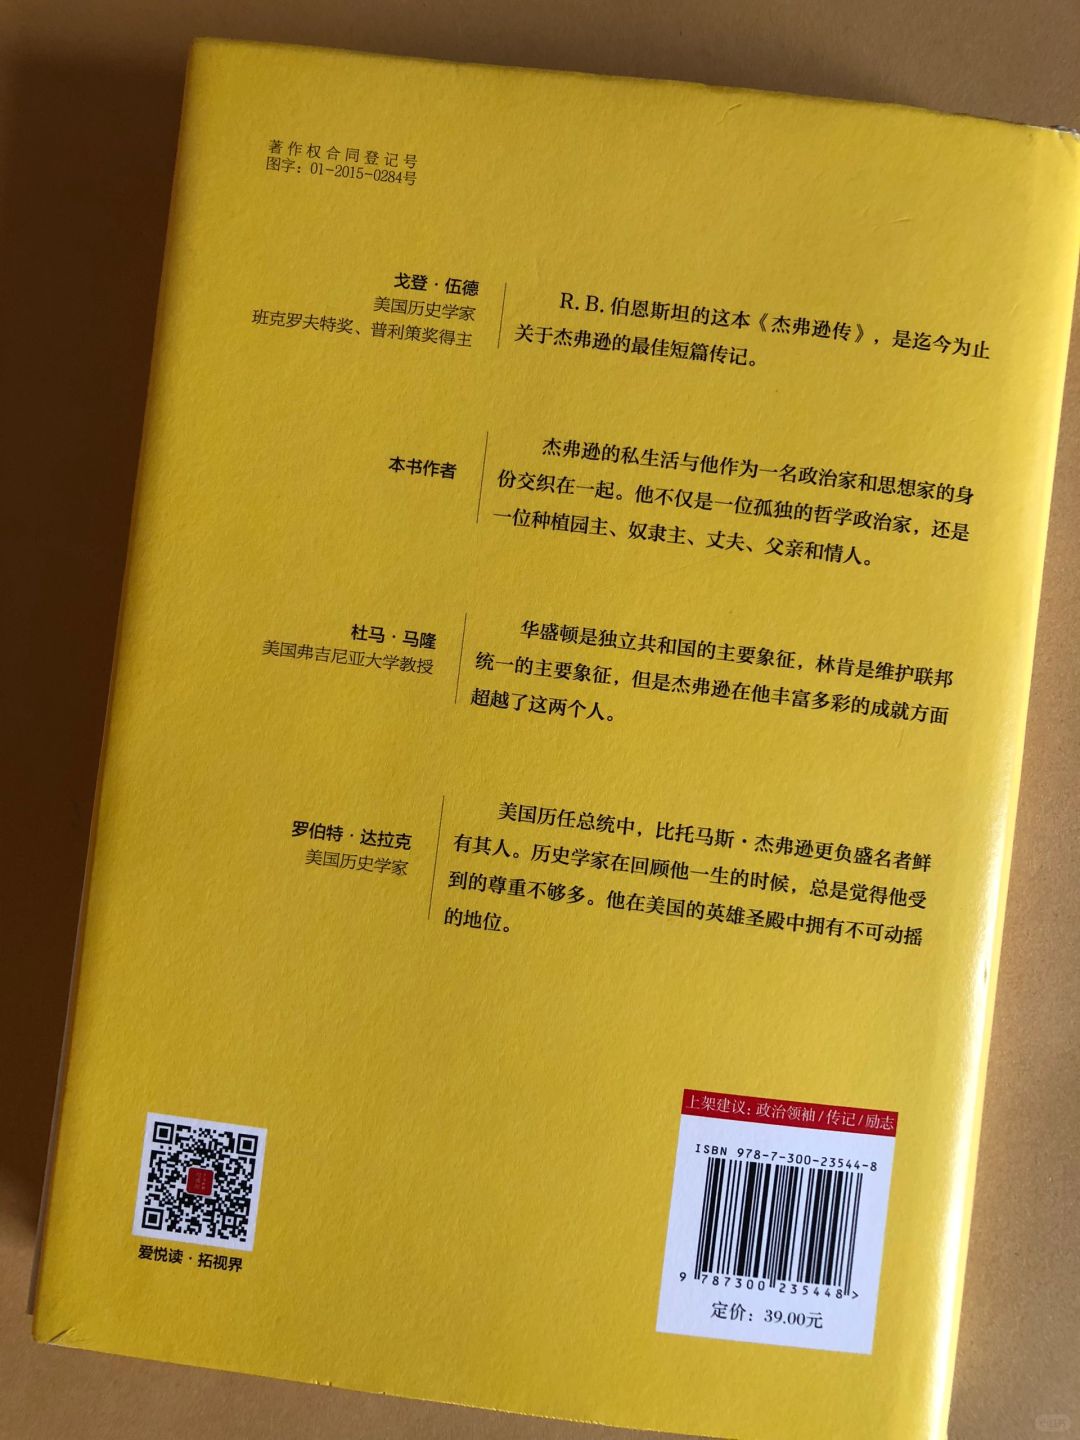 著作权合同登记号
图字：01-2015-0284号
戈登·伍德
美国历史学家
班克罗夫特奖、普利策奖得主
R. B. 伯恩斯坦的这本《杰弗逊传》，是迄今为止
关于杰弗逊的最佳短篇传记。
本书作者
杰弗逊的私生活与他作为一名政治家和思想家的身
份交织在一起。他不仅是一位孤独的哲学政治家，还是
一位种植园主、奴隶主、丈夫、父亲和情人。
杜马·马隆
美国弗吉尼亚大学教授
华盛顿是独立共和国的主要象征，林肯是维护联邦
统一的主要象征，但是杰弗逊在他丰富多彩的成就方面
超越了这两个人。
罗伯特·达拉克
美国历史学家
美国历任总统中，比托马斯·杰弗逊更负盛名者鲜
有其人。历史学家在回顾他一生的时候，总是觉得他受
到的尊重不够多。他在美国的英雄圣殿中拥有不可动摇
的地位。
爱悦读·拓视界
上架建议：政治领袖/传记/励志
ISBN 978-7-300-23544-8
9 787300 235448 >
定价：39.00元